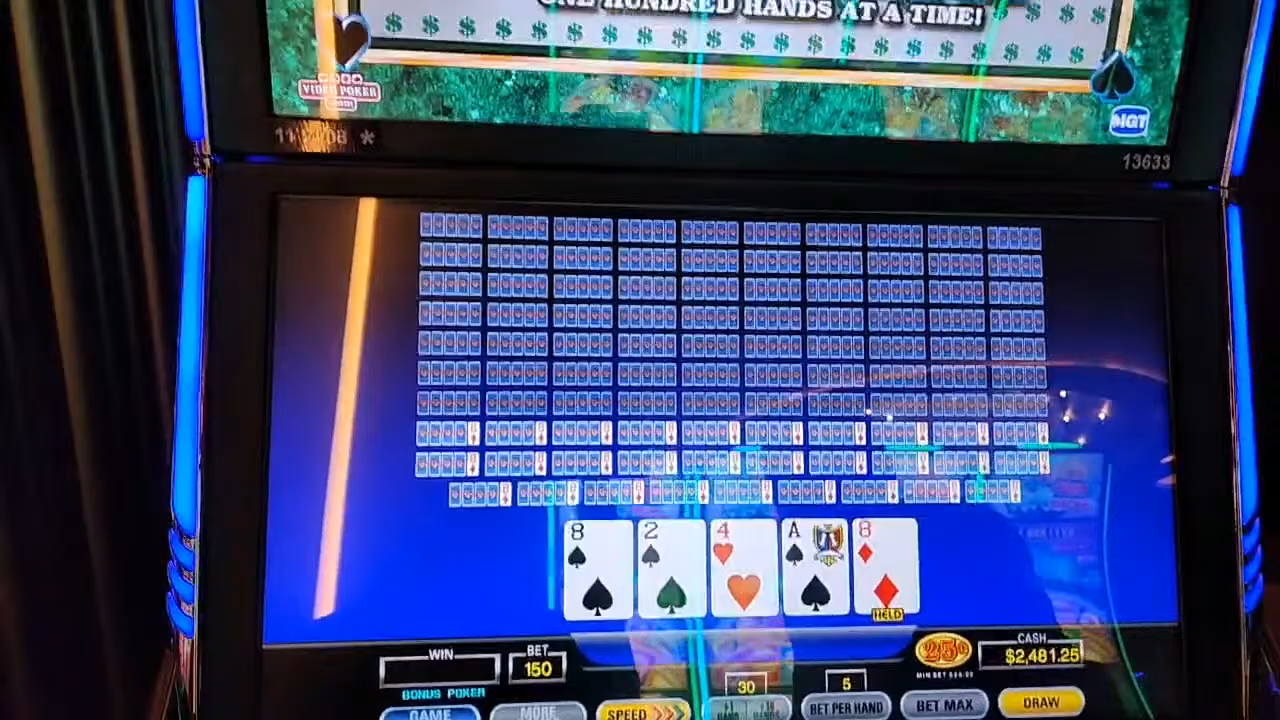 ONE HUNDRED HANDS AT A TIME!
VIDEO POKER
IGT
13633
8 2 4 A 8
HELD
WIN BET 25¢ CASH
150 $2,481.25
BONUS POKER 30 5
GAME MORE SPEED BET PER HAND BET MAX DRAW